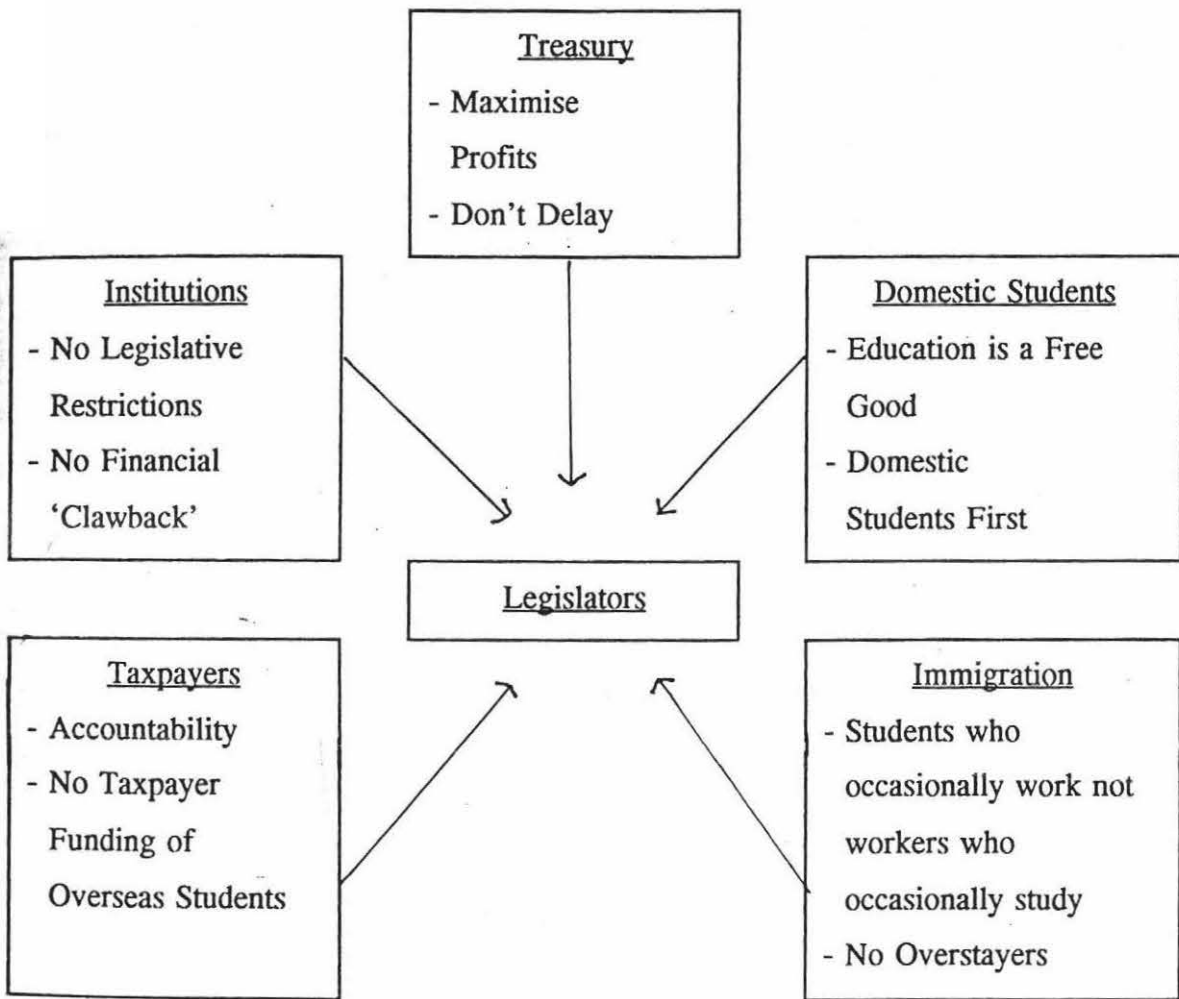 Treasury
- Maximise
Profits
- Don't Delay
Institutions
- No Legislative
Restrictions
- No Financial
'Clawback'
Domestic Students
- Education is a Free
Good
- Domestic
Students First
Legislators
Taxpayers
- Accountability
- No Taxpayer
Funding of
Overseas Students
Immigration
- Students who
occasionally work not
workers who
occasionally study
- No Overstayers